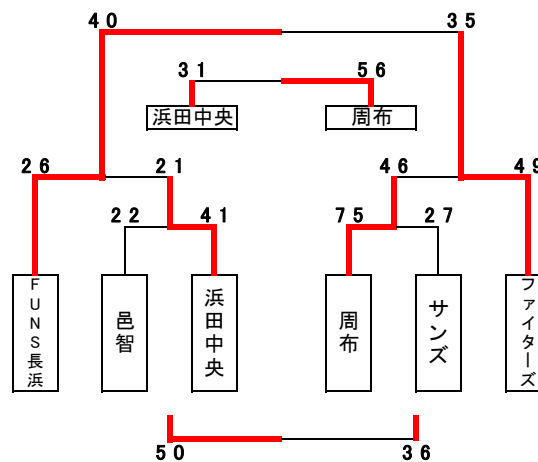 40 35
31 56
浜田中央 周布
26 21 46 49
22 41 75 27
FUNS長浜
邑智
浜田中央
周布
サンズ
ファイターズ
50 36